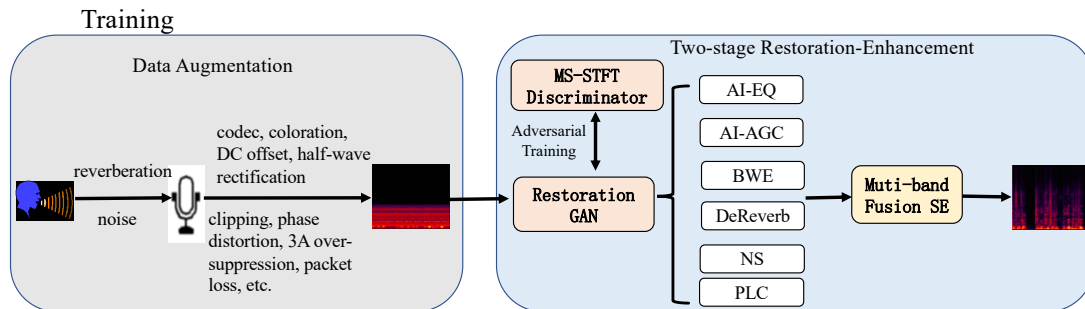 Training
Data Augmentation
reverberation
noise
codec, coloration,
DC offset, half-wave
rectification
clipping, phase
distortion, 3A over-
suppression, packet
loss, etc.
Two-stage Restoration-Enhancement
MS-STFT
Discriminator
Adversarial
Training
Restoration
GAN
AI-EQ
AI-AGC
BWE
DeReverb
NS
PLC
Muti-band
Fusion SE